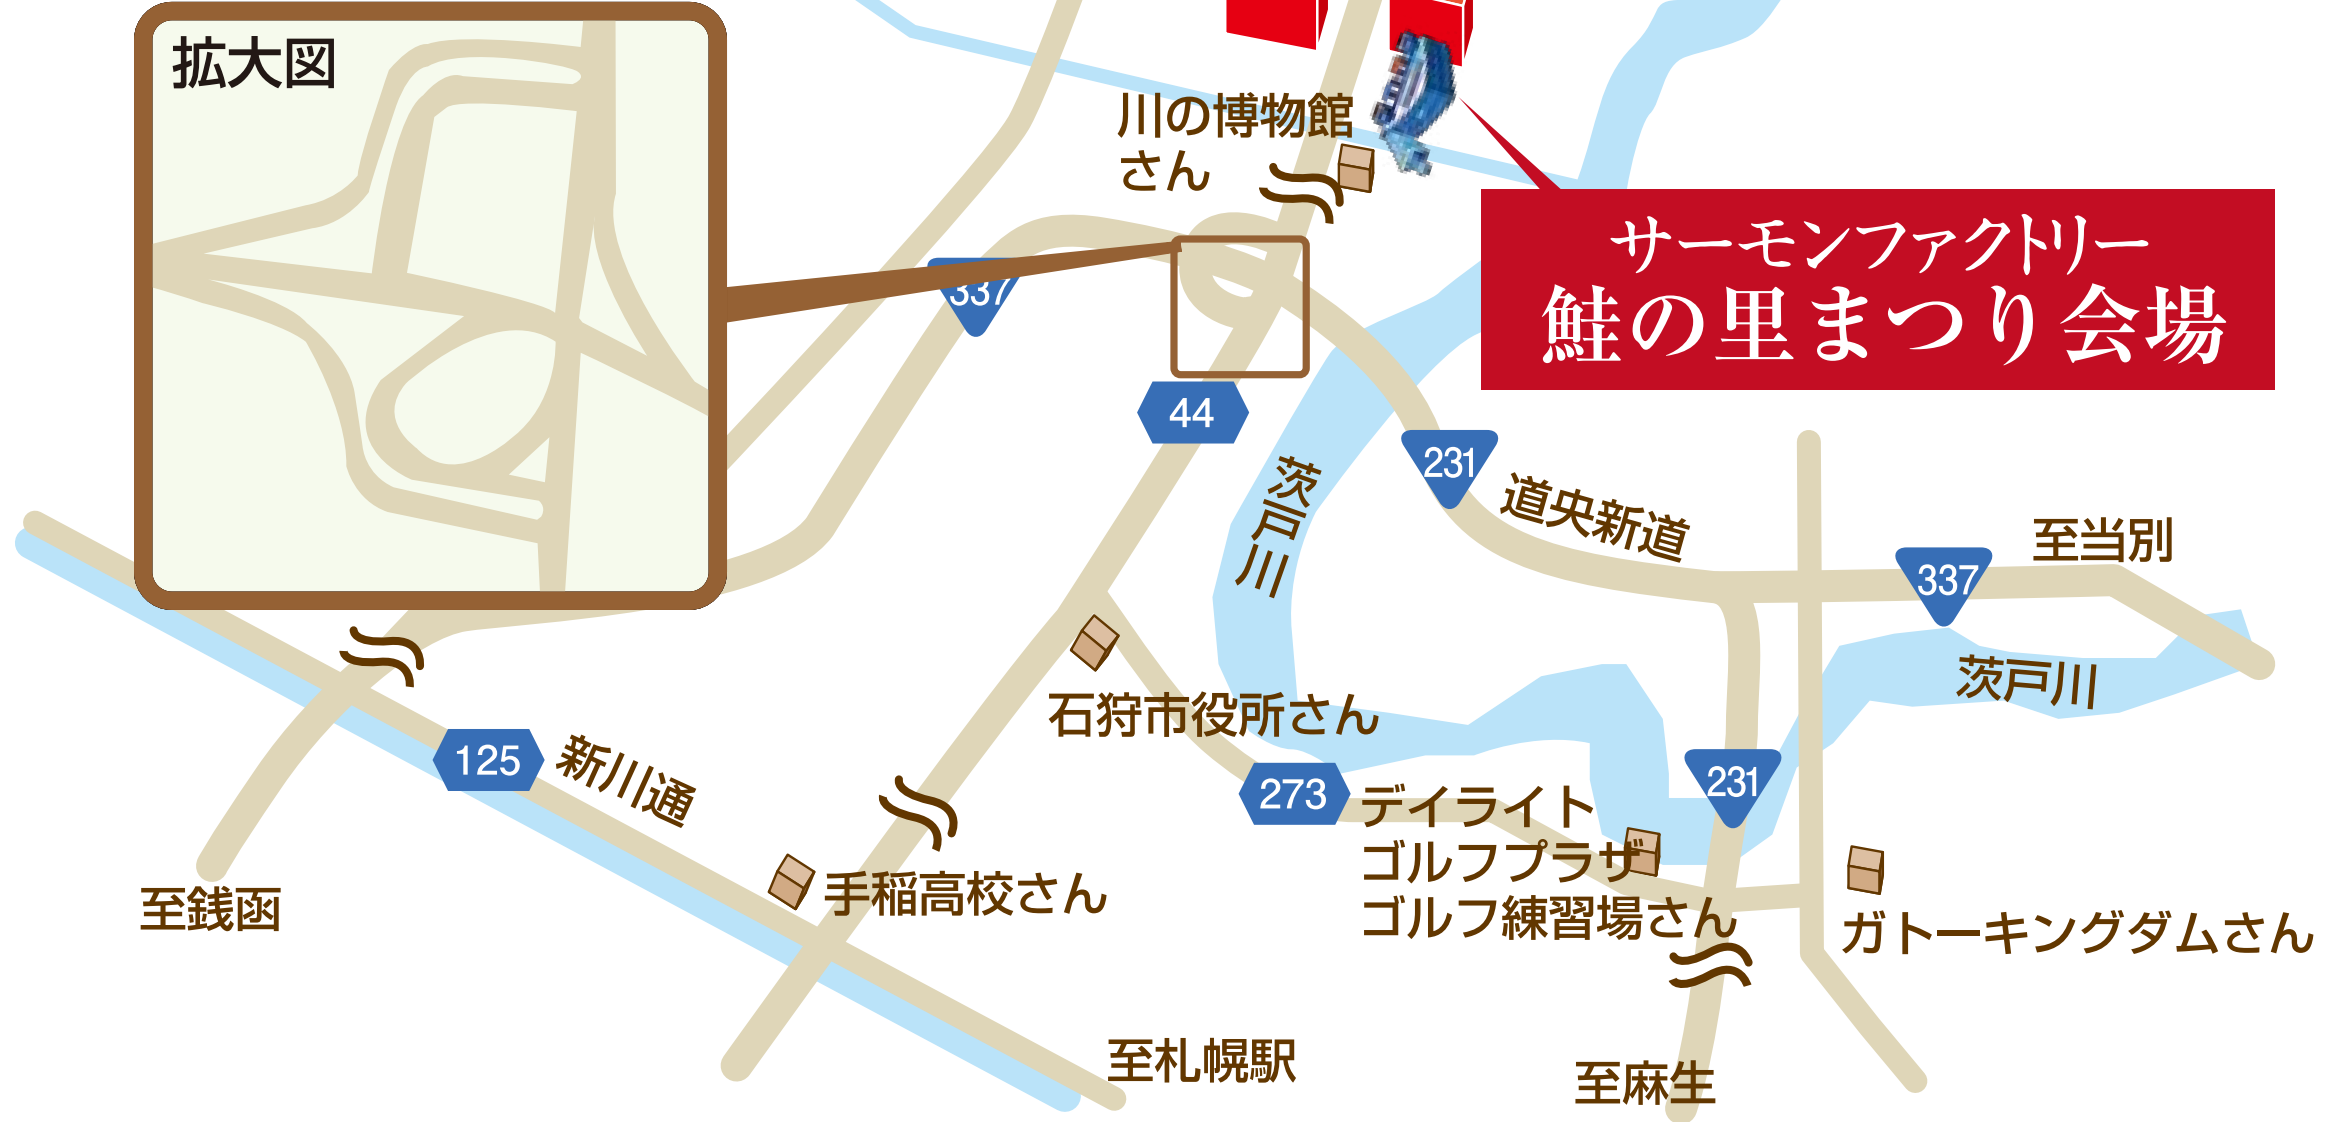 拡大図
川の博物館
さん
サーモンファクトリー
鮭の里まつり会場
337
44
231
茨戸川
道央新道
至当別
337
茨戸川
石狩市役所さん
125
新川通
273
231
デイライト
ゴルフプラザ
ゴルフ練習場さん
手稲高校さん
至銭函
ガトーキングダムさん
至札幌駅
至麻生